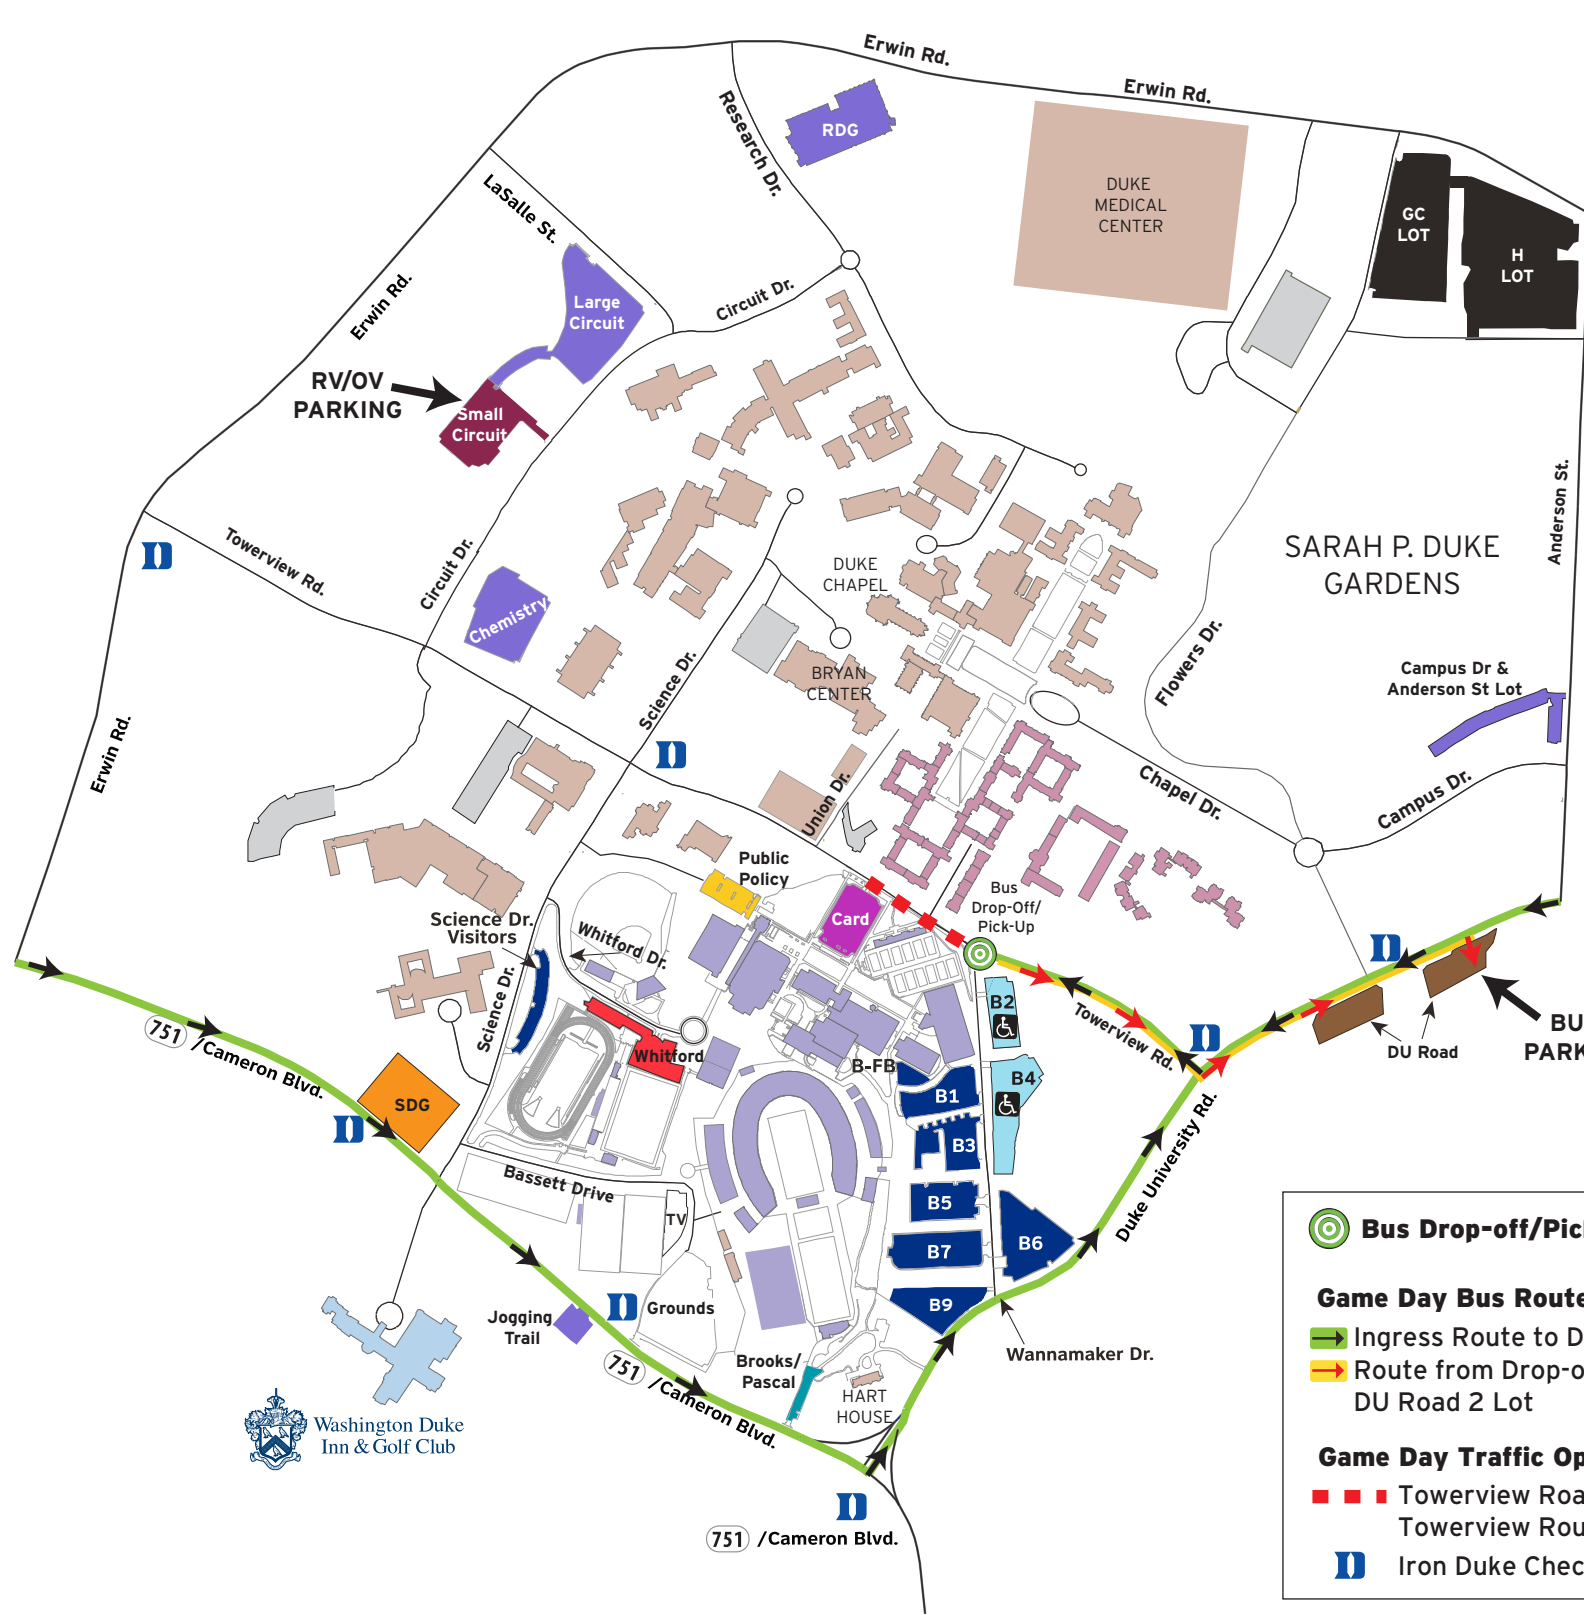 Erwin Rd.
Erwin Rd.
Research Dr.
RDG
DUKE
MEDICAL
CENTER
GC
LOT
H
LOT
LaSalle St.
Erwin Rd.
Large
Circuit
Circuit Dr.
RV/OV
PARKING
Small
Circuit
Anderson St.
Towerview Rd.
Circuit Dr.
SARAH P. DUKE
GARDENS
DUKE
CHAPEL
Chemistry
Science Dr.
Flowers Dr.
BRYAN
CENTER
Campus Dr &
Anderson St Lot
Erwin Rd.
Union Dr.
Chapel Dr.
Campus Dr.
Public
Policy
Card
Bus
Drop-Off/
Pick-Up
Science Dr.
Visitors
Whitford Dr.
Science Dr.
B2
Towerview Rd.
BU
PARK
DU Road
751 /Cameron Blvd.
Whitford
B-FB
B4
B1
SDG
B3
Duke University Rd.
Bassett Drive
TV
B5
B6
B7
B9
Jogging
Trail
Grounds
Wannamaker Dr.
751 /Cameron Blvd.
Brooks/
Pascal
HART
HOUSE
Washington Duke
Inn & Golf Club
751 /Cameron Blvd.
Bus Drop-off/Pic
Game Day Bus Route
Ingress Route to D
Route from Drop-o
DU Road 2 Lot
Game Day Traffic Op
Towerview Roa
Towerview Rou
Iron Duke Chec